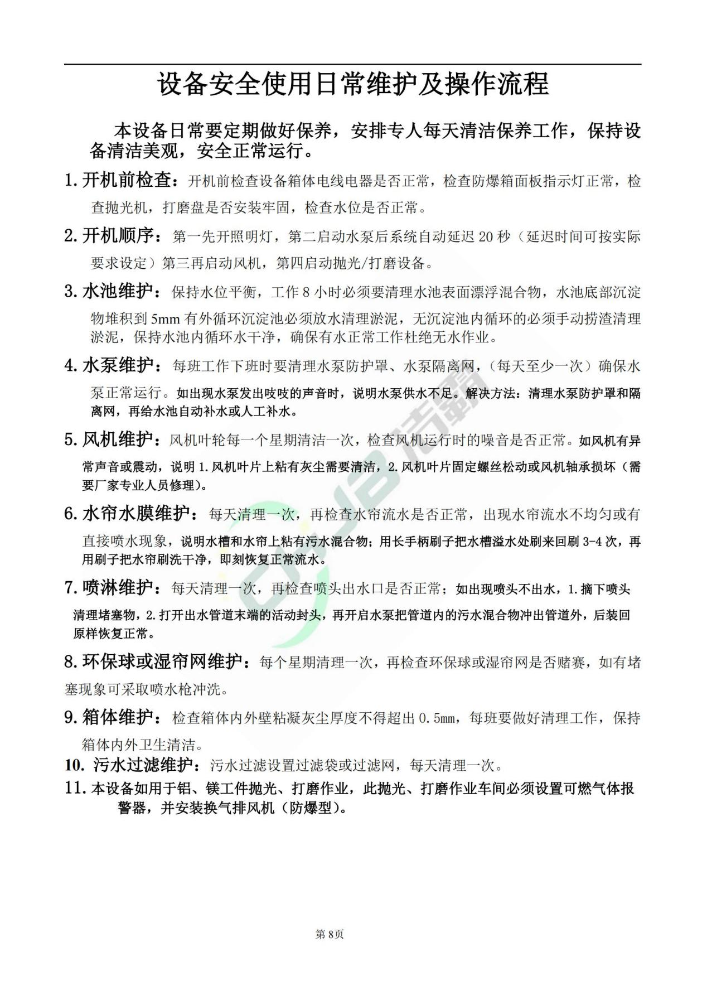 设备安全使用日常维护及操作流程
本设备日常要定期做好保养，安排专人每天清洁保养工作，保持设
备清洁美观，安全正常运行。
1. 开机前检查：开机前检查设备箱体电线电器是否正常，检查防爆箱面板指示灯正常，检
查抛光机，打磨盘是否安装牢固，检查水位是否正常。
2. 开机顺序：第一先开照明灯，第二启动水泵后系统自动延迟 20 秒（延迟时间可按实际
要求设定）第三再启动风机，第四启动抛光/打磨设备。
3. 水池维护：保持水位平衡，工作 8 小时必须要清理水池表面漂浮混合物，水池底部沉淀
物堆积到 5mm 有外循环沉淀池必须放水清理淤泥，无沉淀池内循环的必须手动捞渣清理
淤泥，保持水池内循环水干净，确保有水正常工作杜绝无水作业。
4. 水泵维护：每班工作下班时要清理水泵防护罩、水泵隔离网，（每天至少一次）确保水
泵正常运行。如出现水泵发出吱吱的声音时，说明水泵供水不足。解决方法：清理水泵防护罩和隔
离网，再给水池自动补水或人工补水。
5. 风机维护：风机叶轮每一个星期清洁一次，检查风机运行时的噪音是否正常。如风机有异
常声音或震动，说明 1.风机叶片上粘有灰尘需要清洁，2.风机叶片固定螺丝松动或风机轴承损坏（需
要厂家专业人员修理）。
6. 水帘水膜维护：每天清理一次，再检查水帘流水是否正常，出现水帘流水不均匀或有
直接喷水现象，说明水槽和水帘上粘有污水混合物；用长手柄刷子把水槽溢水处刷来回刷 3-4 次，再
用刷子把水帘刷洗干净，即刻恢复正常流水。
7. 喷淋维护：每天清理一次，再检查喷头出水口是否正常；如出现喷头不出水，1.摘下喷头
清理堵塞物，2.打开出水管道末端的活动封头，再开启水泵把管道内的污水混合物冲出管道外，后装回
原样恢复正常。
8. 环保球或湿帘网维护：每个星期清理一次，再检查环保球或湿帘网是否赌赛，如有堵
塞现象可采取喷水枪冲洗。
9. 箱体维护：检查箱体内外壁粘凝灰尘厚度不得超出 0.5mm，每班要做好清理工作，保持
箱体内外卫生清洁。
10. 污水过滤维护：污水过滤设置过滤袋或过滤网，每天清理一次。
11. 本设备如用于铝、镁工件抛光、打磨作业，此抛光、打磨作业车间必须设置可燃气体报
警器，并安装换气排风机（防爆型）。
CHJB洁霸
第 8页